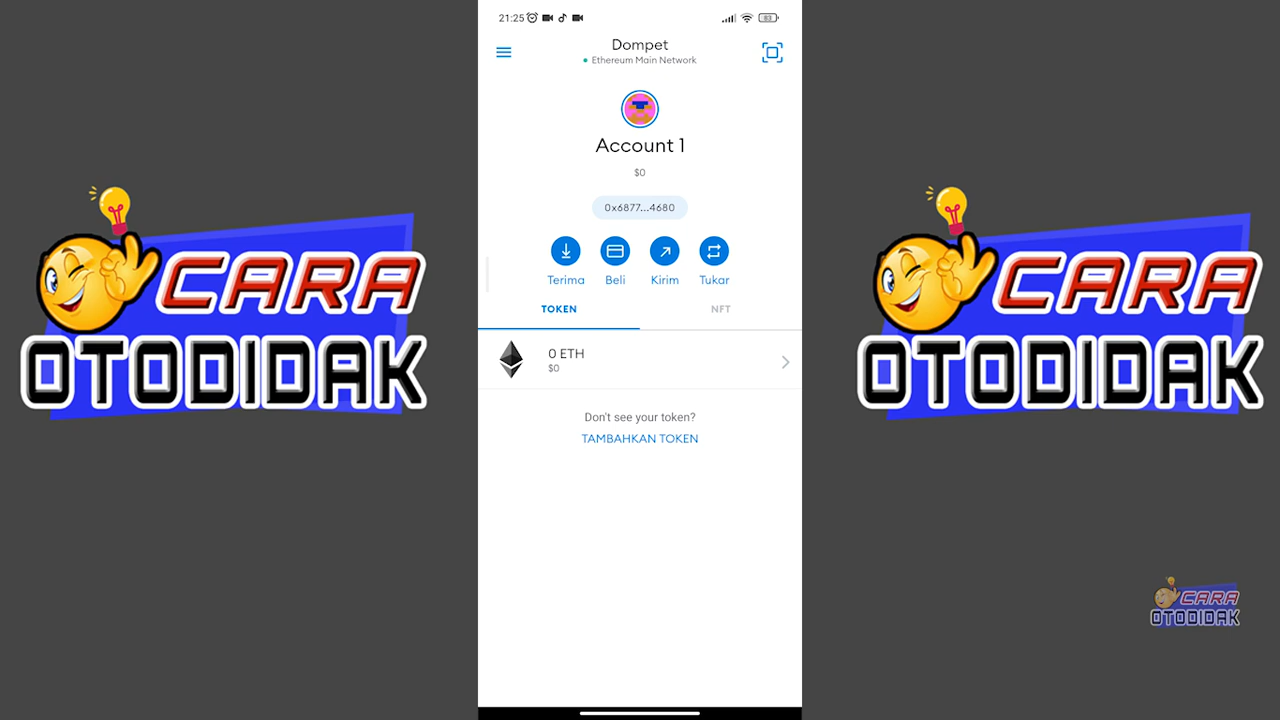 21:25
83
Dompet
Ethereum Main Network
Account 1
$0
0x6877...4680
Terima
Beli
Kirim
Tukar
TOKEN
NFT
0 ETH
$0
Don't see your token?
TAMBAHKAN TOKEN
CARA
OTODIDAK
CARA
OTODIDAK
CARA
OTODIDAK